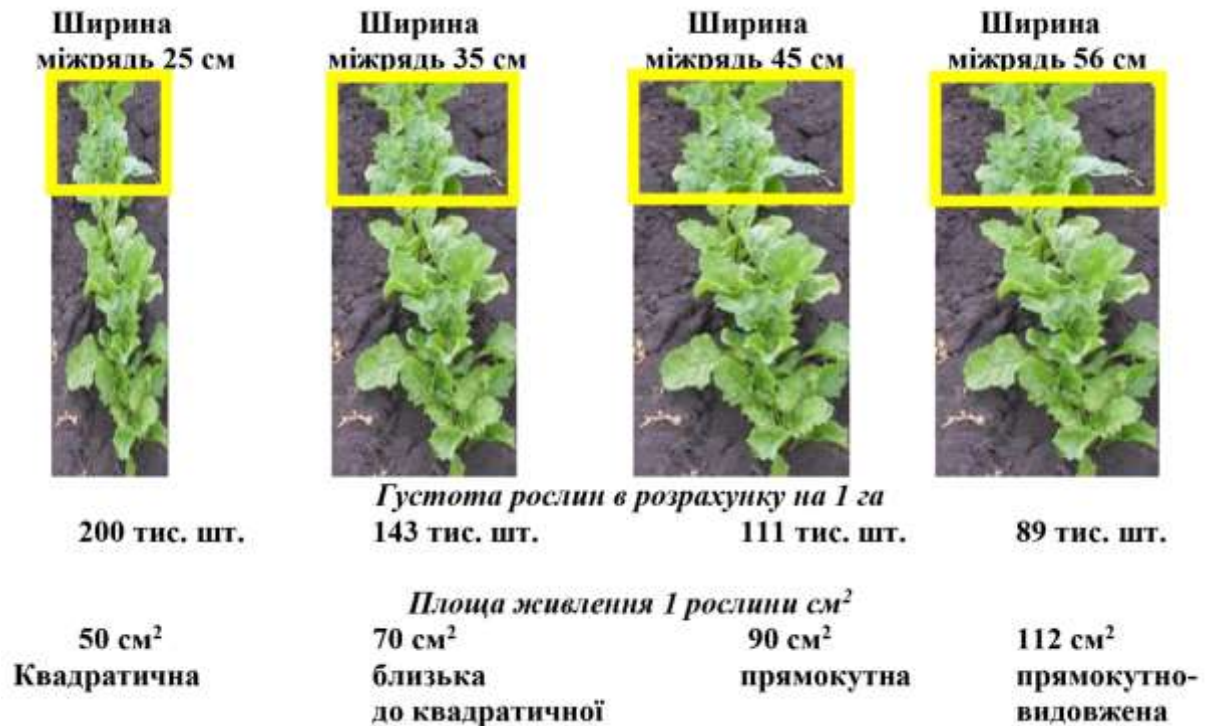 Ширина Ширина Ширина Ширина
міжрядь 25 см міжрядь 35 см міжрядь 45 см міжрядь 56 см
Густота рослин в розрахунку на 1 га
200 тис. шт. 143 тис. шт. 111 тис. шт. 89 тис. шт.
Площа живлення 1 рослини см²
50 см² 70 см² 90 см² 112 см²
Квадратична близька прямокутна прямокутно-
до квадратичної видовжена